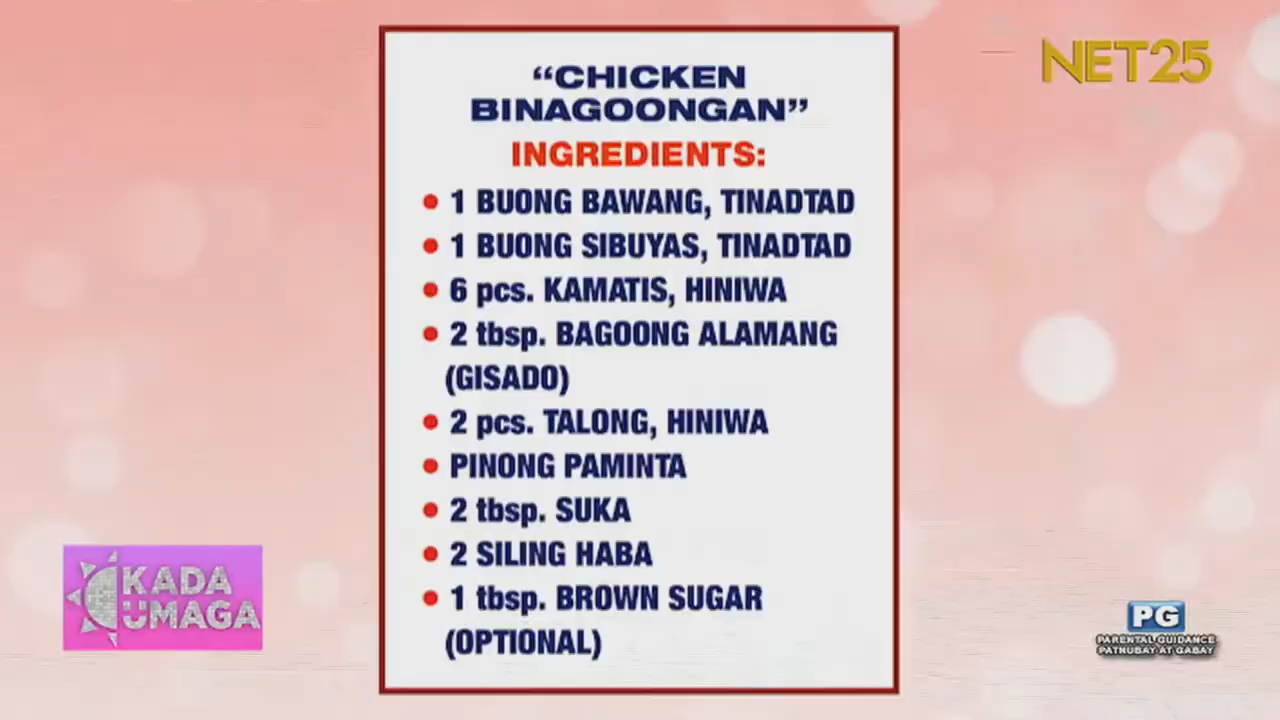 NET25
"CHICKEN
BINAGOONGAN"
INGREDIENTS:
• 1 BUONG BAWANG, TINADTAD
• 1 BUONG SIBUYAS, TINADTAD
• 6 pcs. KAMATIS, HINIWA
• 2 tbsp. BAGOONG ALAMANG
(GISADO)
• 2 pcs. TALONG, HINIWA
• PINONG PAMINTA
• 2 tbsp. SUKA
• 2 SILING HABA
• 1 tbsp. BROWN SUGAR
(OPTIONAL)
KADA
UMAGA
PG
PARENTAL GUIDANCE
PATNUBAY AT GABAY